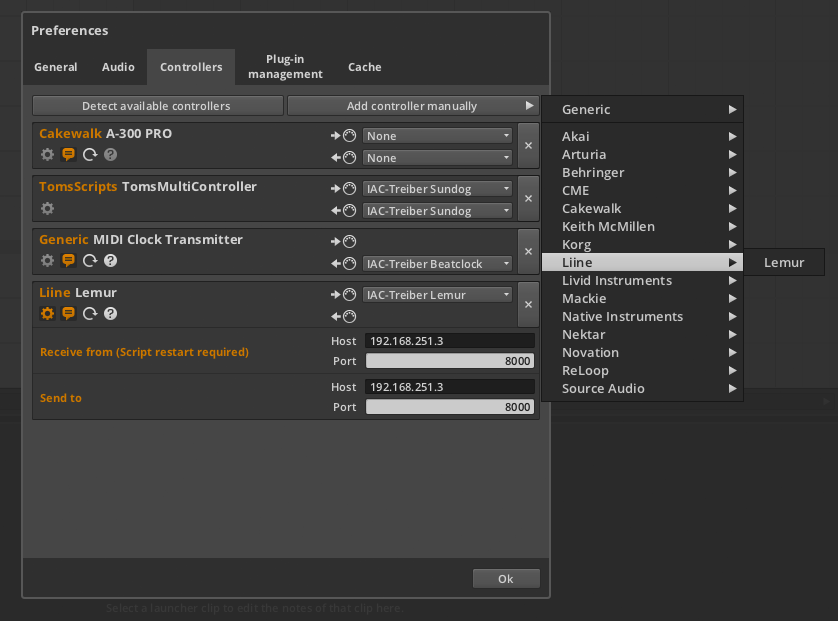 Preferences
General
Audio
Controllers
Plug-in
management
Cache
Detect available controllers
Add controller manually
Cakewalk A-300 PRO
None
None
TomsScripts TomsMultiController
IAC-Treiber Sundog
IAC-Treiber Sundog
Generic MIDI Clock Transmitter
IAC-Treiber Beatclock
Liine Lemur
IAC-Treiber Lemur
Receive from (Script restart required)
Host 192.168.251.3
Port 8000
Send to
Host 192.168.251.3
Port 8000
Ok
Generic
Akai
Arturia
Behringer
CME
Cakewalk
Keith McMillen
Korg
Liine
Lemur
Livid Instruments
Mackie
Native Instruments
Nektar
Novation
ReLoop
Source Audio
Select a launcher clip to edit the notes of that clip here.